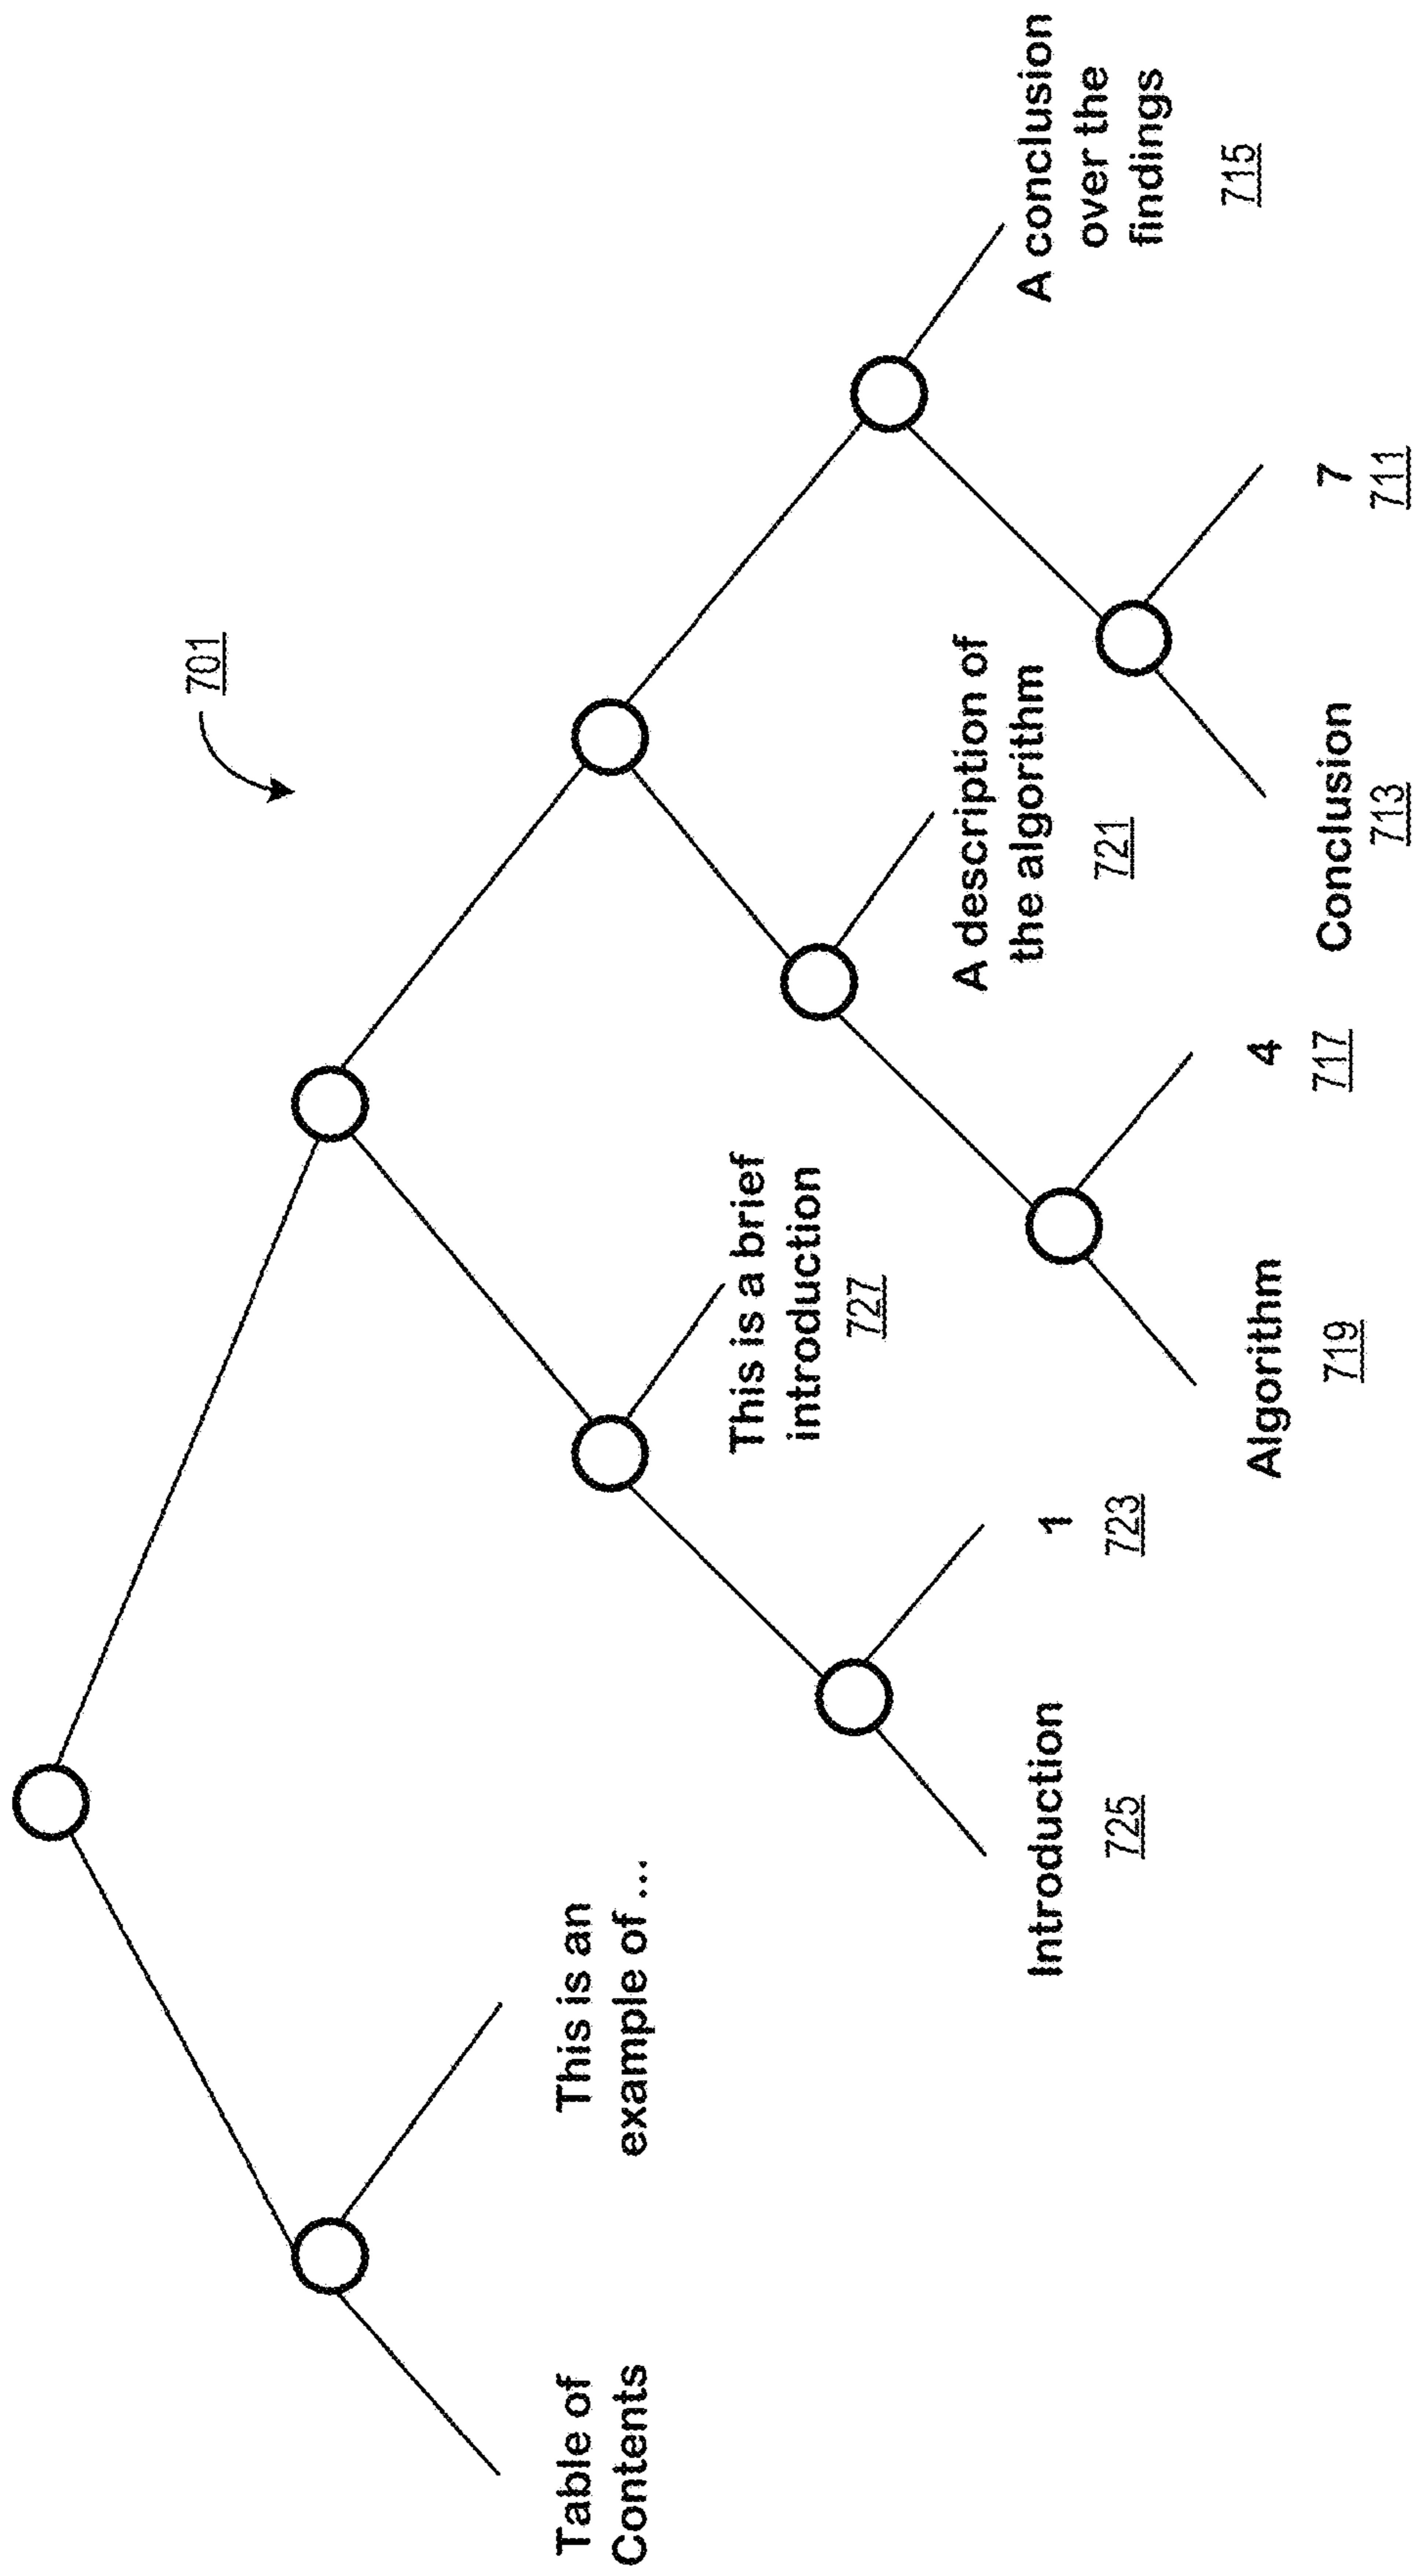 701
Table of
Contents
This is an
example of ...
Introduction
725
1
723
This is a brief
introduction
727
Algorithm
719
4
717
A description of
the algorithm
721
Conclusion
713
7
711
A conclusion
over the
findings
715